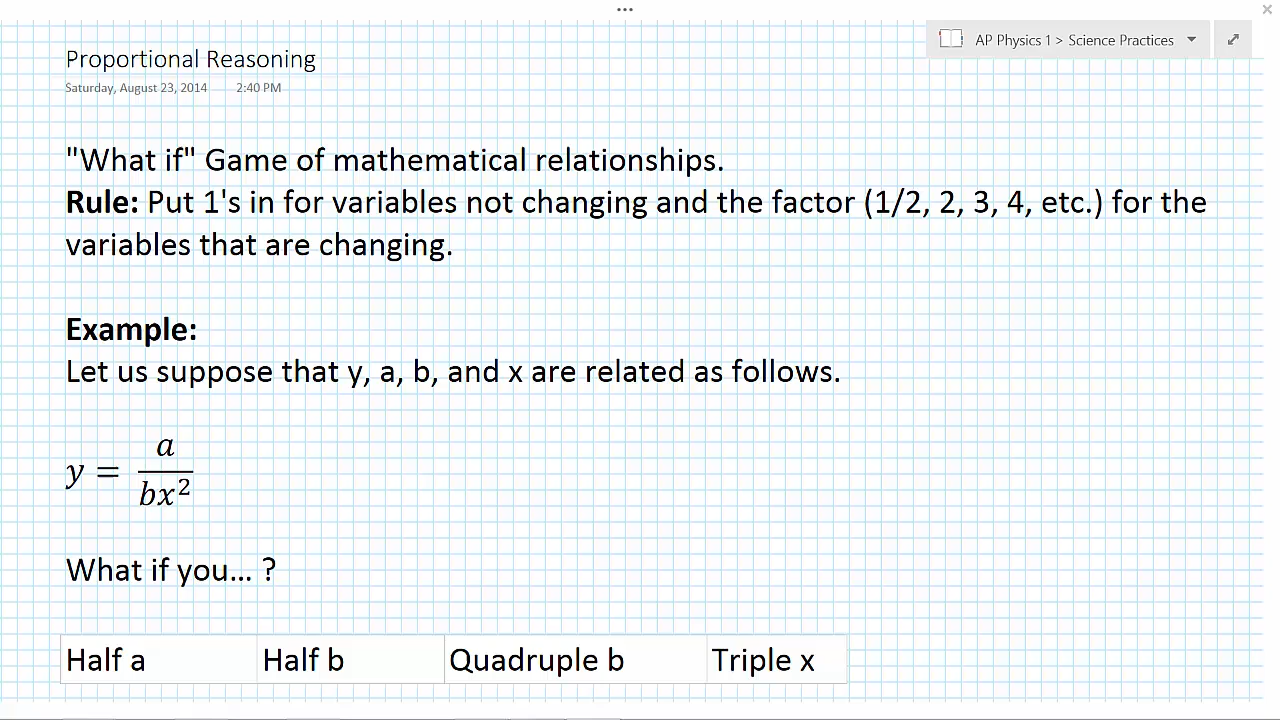 ...
AP Physics 1 > Science Practices
Proportional Reasoning
Saturday, August 23, 2014 2:40 PM
"What if" Game of mathematical relationships.
Rule: Put 1's in for variables not changing and the factor (1/2, 2, 3, 4, etc.) for the
variables that are changing.
Example:
Let us suppose that y, a, b, and x are related as follows.
y = a/bx²
What if you... ?
Half a Half b Quadruple b Triple x